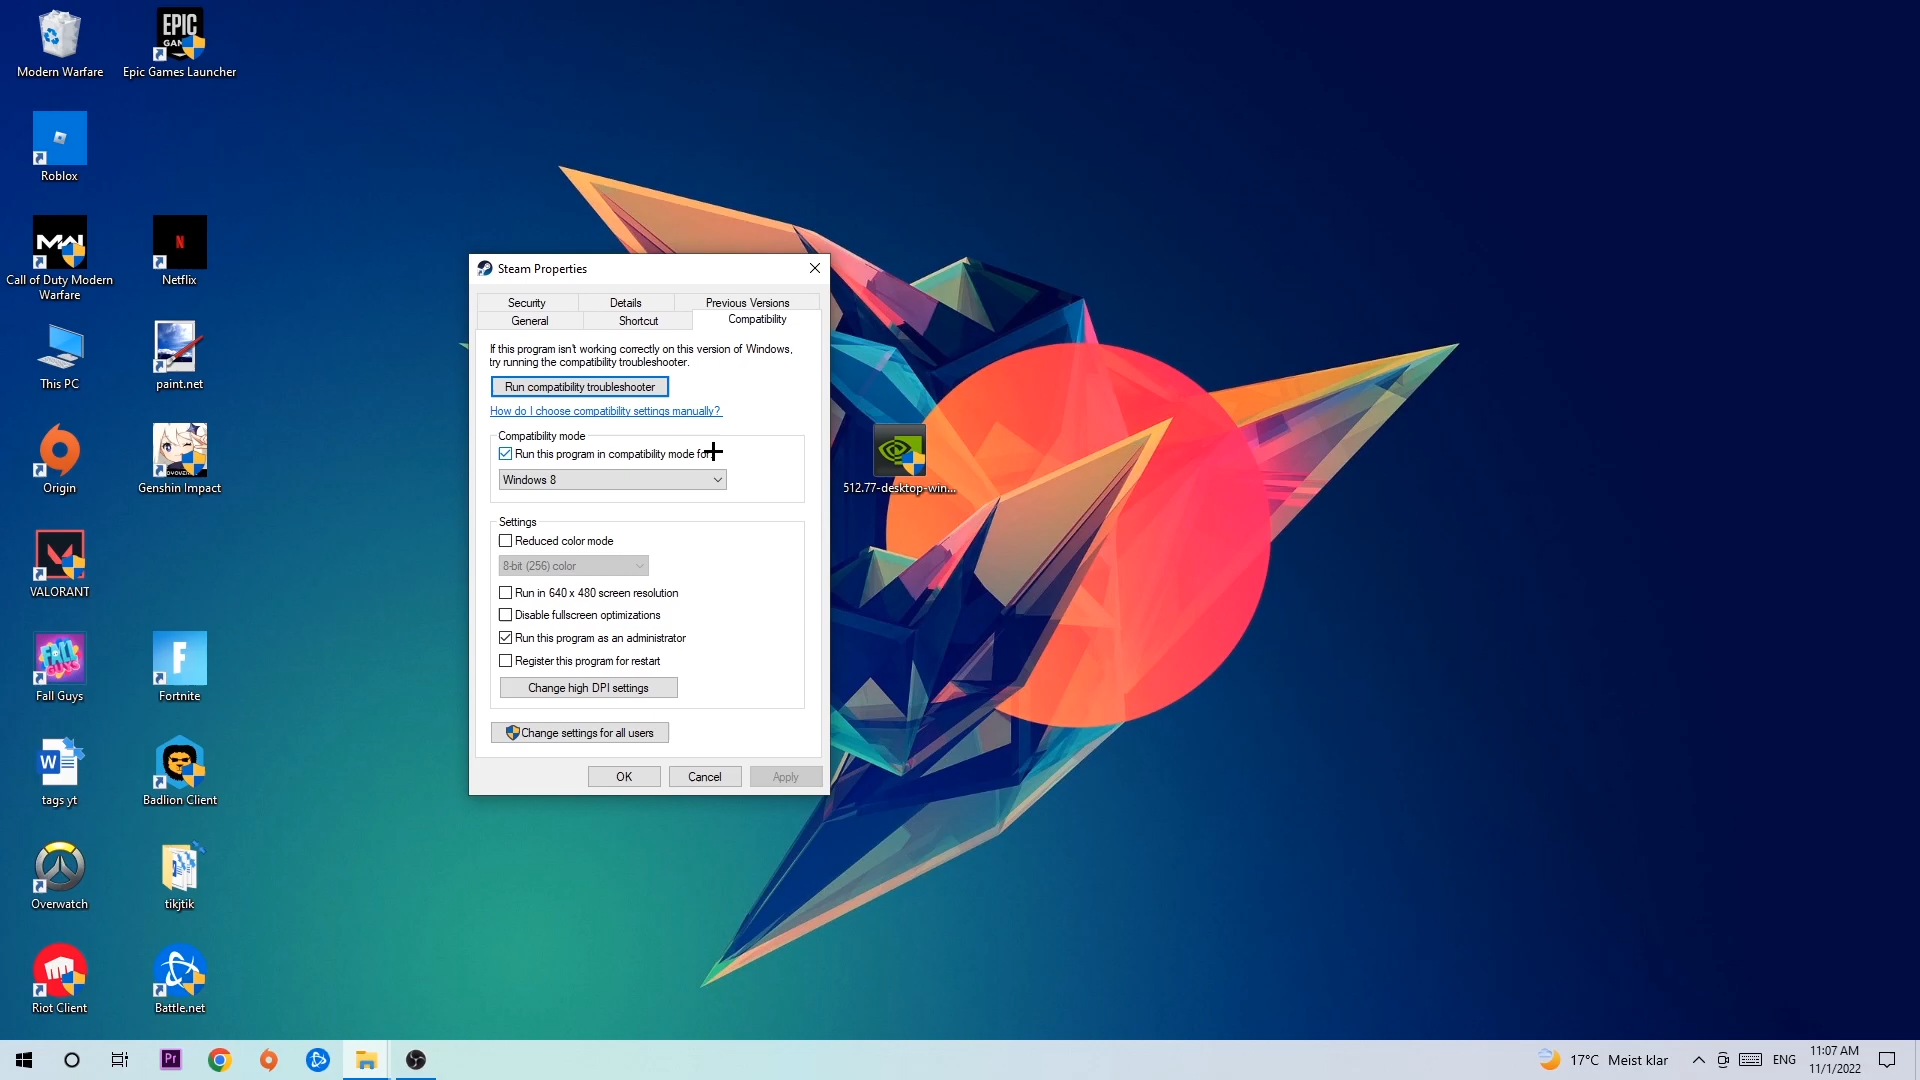 Modern Warfare
EPIC
GAMES
Epic Games Launcher
Roblox
MW
Call of Duty Modern
Warfare
N
Netflix
This PC
paint.net
Origin
Genshin Impact
VALORANT
FALL
Fall Guys
F
Fortnite
W
tags yt
Badlion Client
Overwatch
tikjtik
Riot Client
Battle.net
Steam Properties
Security
Details
Previous Versions
General
Shortcut
Compatibility
If this program isn't working correctly on this version of Windows,
try running the compatibility troubleshooter.
Run compatibility troubleshooter
How do I choose compatibility settings manually?
Compatibility mode
Run this program in compatibility mode for:
Windows 8
Settings
Reduced color mode
8-bit (256) color
Run in 640 x 480 screen resolution
Disable fullscreen optimizations
Run this program as an administrator
Register this program for restart
Change high DPI settings
Change settings for all users
OK
Cancel
Apply
512.77-desktop-win...
Pr
17°C Meist klar
ENG
11:07 AM
11/1/2022